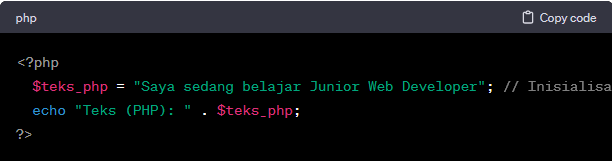 php
Copy code
<?php
$teks_php = "Saya sedang belajar Junior Web Developer"; // Inisialisa
echo "Teks (PHP): " . $teks_php;
?>